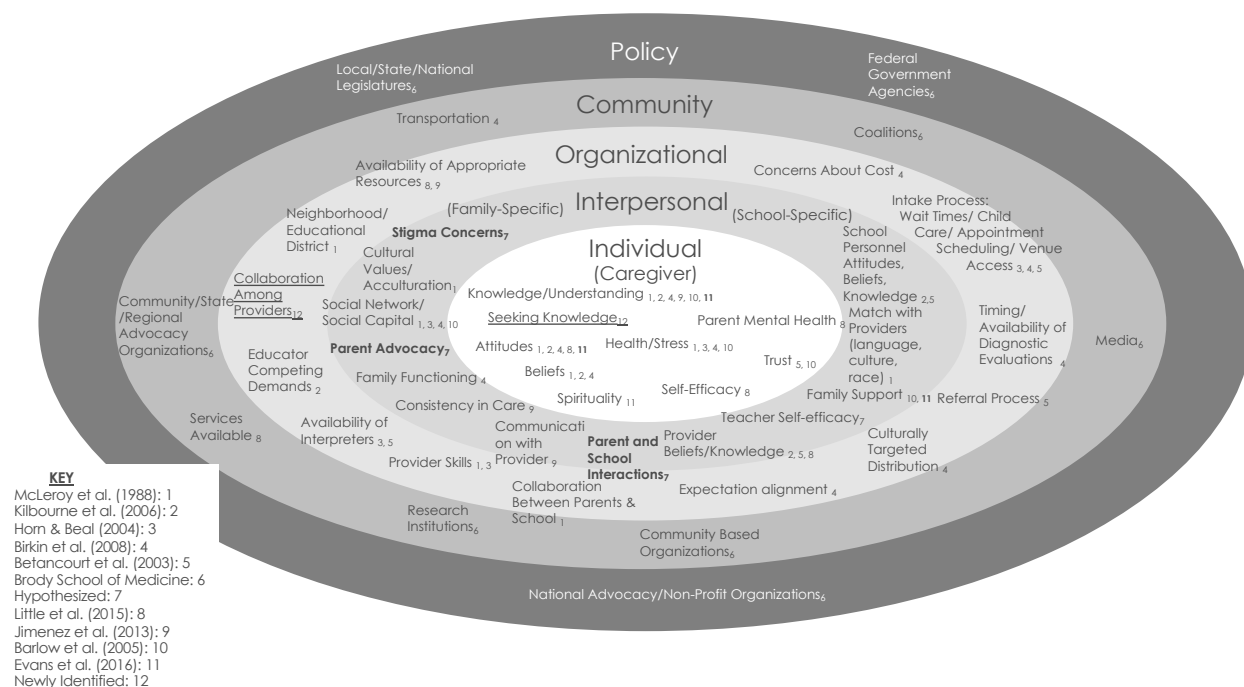 Policy
Local/State/National
Legislatures6
Federal
Government
Agencies6
Community
Transportation 4
Coalitions6
Organizational
Availability of Appropriate
Resources 8, 9
Concerns About Cost 4
Interpersonal
(Family-Specific)
(School-Specific)
Neighborhood/
Educational
District 1
Stigma Concerns7
Intake Process:
Wait Times/ Child
Care/ Appointment
Scheduling/ Venue
Access 3, 4, 5
School
Personnel
Attitudes,
Beliefs,
Knowledge 2,5
Match with
Providers
(language,
culture,
race) 1
Individual
(Caregiver)
Cultural
Values/
Acculturation1
Collaboration
Among
Providers12
Knowledge/Understanding 1, 2, 4, 9, 10, 11
Community/State
/Regional
Advocacy
Organizations6
Social Network/
Social Capital 1, 3, 4, 10
Seeking Knowledge12
Parent Mental Health 8
Timing/
Availability of
Diagnostic
Evaluations 4
Media6
Parent Advocacy7
Attitudes 1, 2, 4, 8, 11
Health/Stress 1, 3, 4, 10
Trust 5, 10
Educator
Competing
Demands 2
Family Functioning 4
Beliefs 1, 2, 4
Self-Efficacy 8
Spirituality 11
Family Support 10, 11
Referral Process 5
Consistency in Care 9
Teacher Self-efficacy7
Services
Available 8
Availability of
Interpreters 3, 5
Communicati
on with
Provider 9
Parent and
School
Interactions7
Provider
Beliefs/Knowledge 2, 5, 8
Culturally
Targeted
Distribution 4
Provider Skills 1, 3
Collaboration
Between Parents &
School 1
Expectation alignment 4
Research
Institutions6
Community Based
Organizations6
National Advocacy/Non-Profit Organizations6
KEY
McLeroy et al. (1988): 1
Kilbourne et al. (2006): 2
Horn & Beal (2004): 3
Birkin et al. (2008): 4
Betancourt et al. (2003): 5
Brody School of Medicine: 6
Hypothesized: 7
Little et al. (2015): 8
Jimenez et al. (2013): 9
Barlow et al. (2005): 10
Evans et al. (2016): 11
Newly Identified: 12